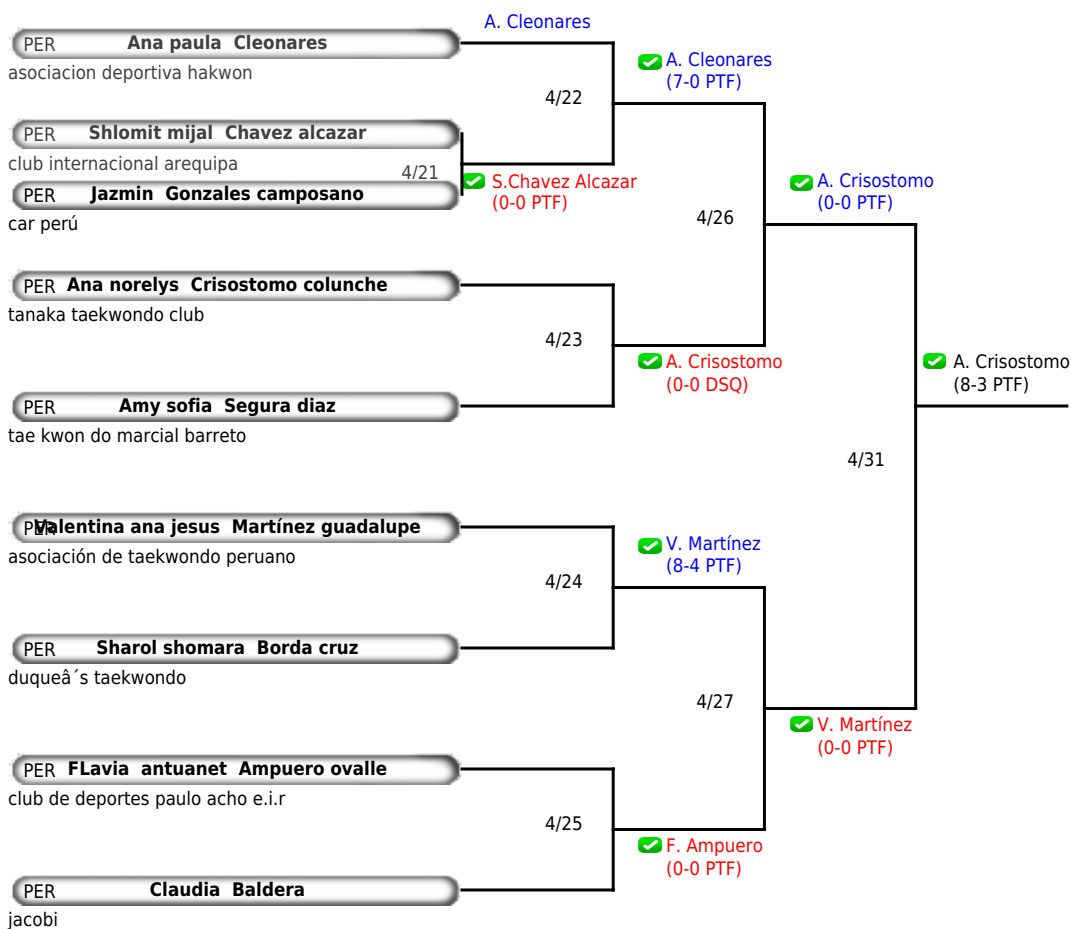 A. Cleonares
PER Ana paula Cleonares
asociacion deportiva hakwon
A. Cleonares
(7-0 PTF)
4/22
PER Shlomit mijal Chavez alcazar
club internacional arequipa
4/21
S.Chavez Alcazar
(0-0 PTF)
PER Jazmin Gonzales camposano
car perú
A. Crisostomo
(0-0 PTF)
4/26
PER Ana norelys Crisostomo colunche
tanaka taekwondo club
4/23
A. Crisostomo
(0-0 DSQ)
A. Crisostomo
(8-3 PTF)
PER Amy sofia Segura diaz
tae kwon do marcial barreto
4/31
PER Valentina ana jesus Martínez guadalupe
asociación de taekwondo peruano
V. Martínez
(8-4 PTF)
4/24
PER Sharol shomara Borda cruz
duqueâ´s taekwondo
4/27
V. Martínez
(0-0 PTF)
PER FLavia antuanet Ampuero ovalle
club de deportes paulo acho e.i.r
4/25
F. Ampuero
(0-0 PTF)
PER Claudia Baldera
jacobi